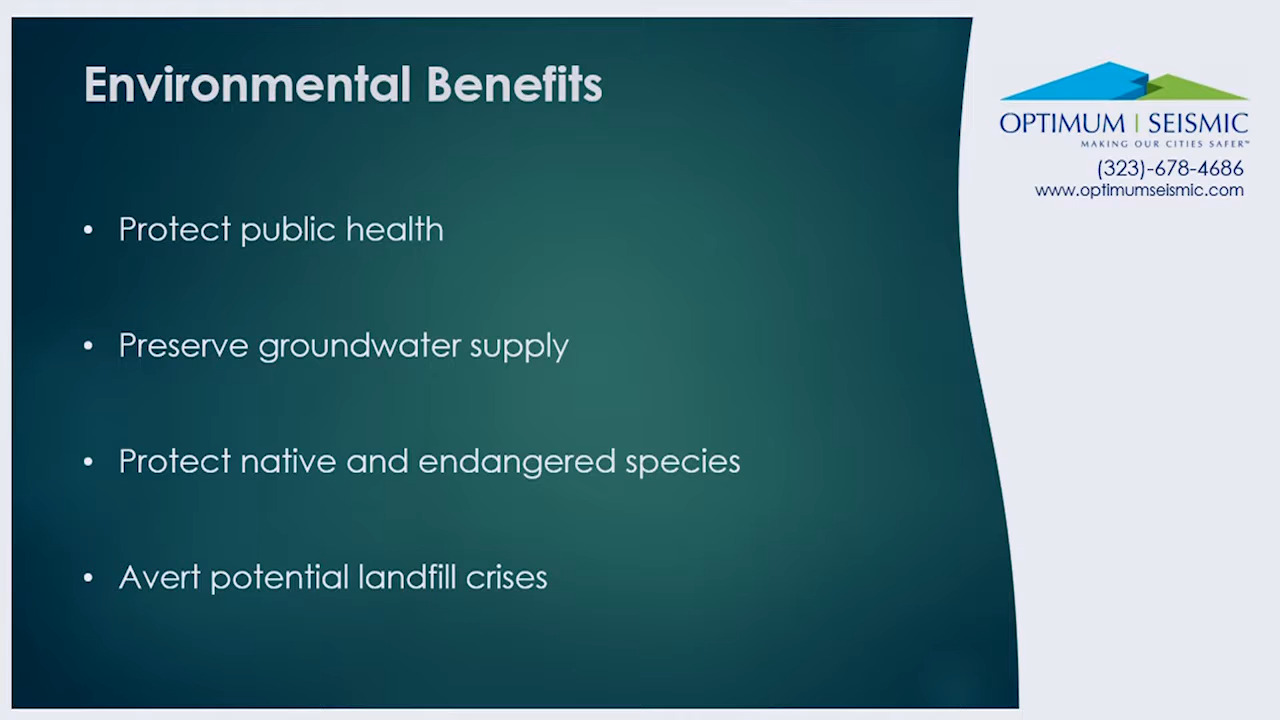 Environmental Benefits
• Protect public health
• Preserve groundwater supply
• Protect native and endangered species
• Avert potential landfill crises
OPTIMUM | SEISMIC
MAKING OUR CITIES SAFER™
(323)-678-4686
www.optimumseismic.com